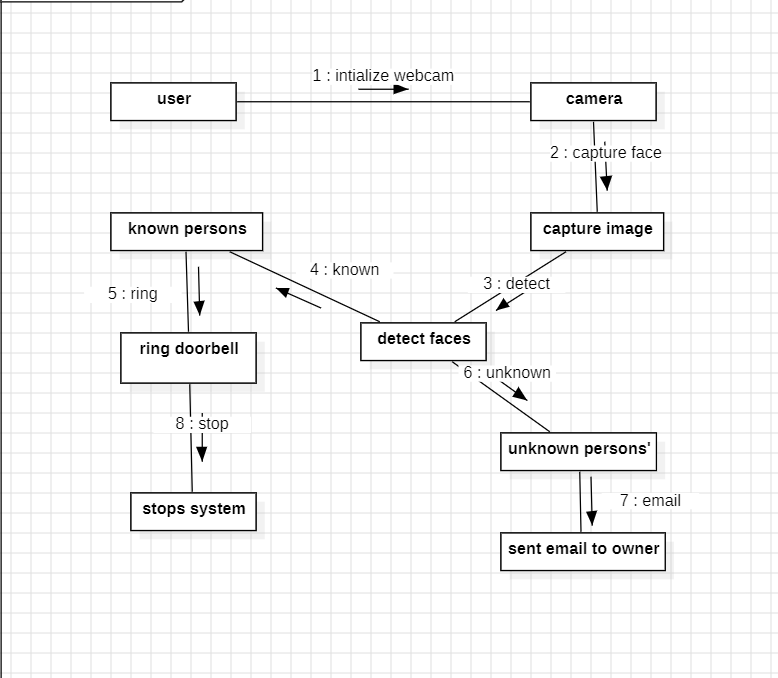 1 : intialize webcam
user
camera
2 : capture face
known persons
capture image
4 : known
3 : detect
5 : ring
ring doorbell
detect faces
6 : unknown
8 : stop
unknown persons'
7 : email
stops system
sent email to owner